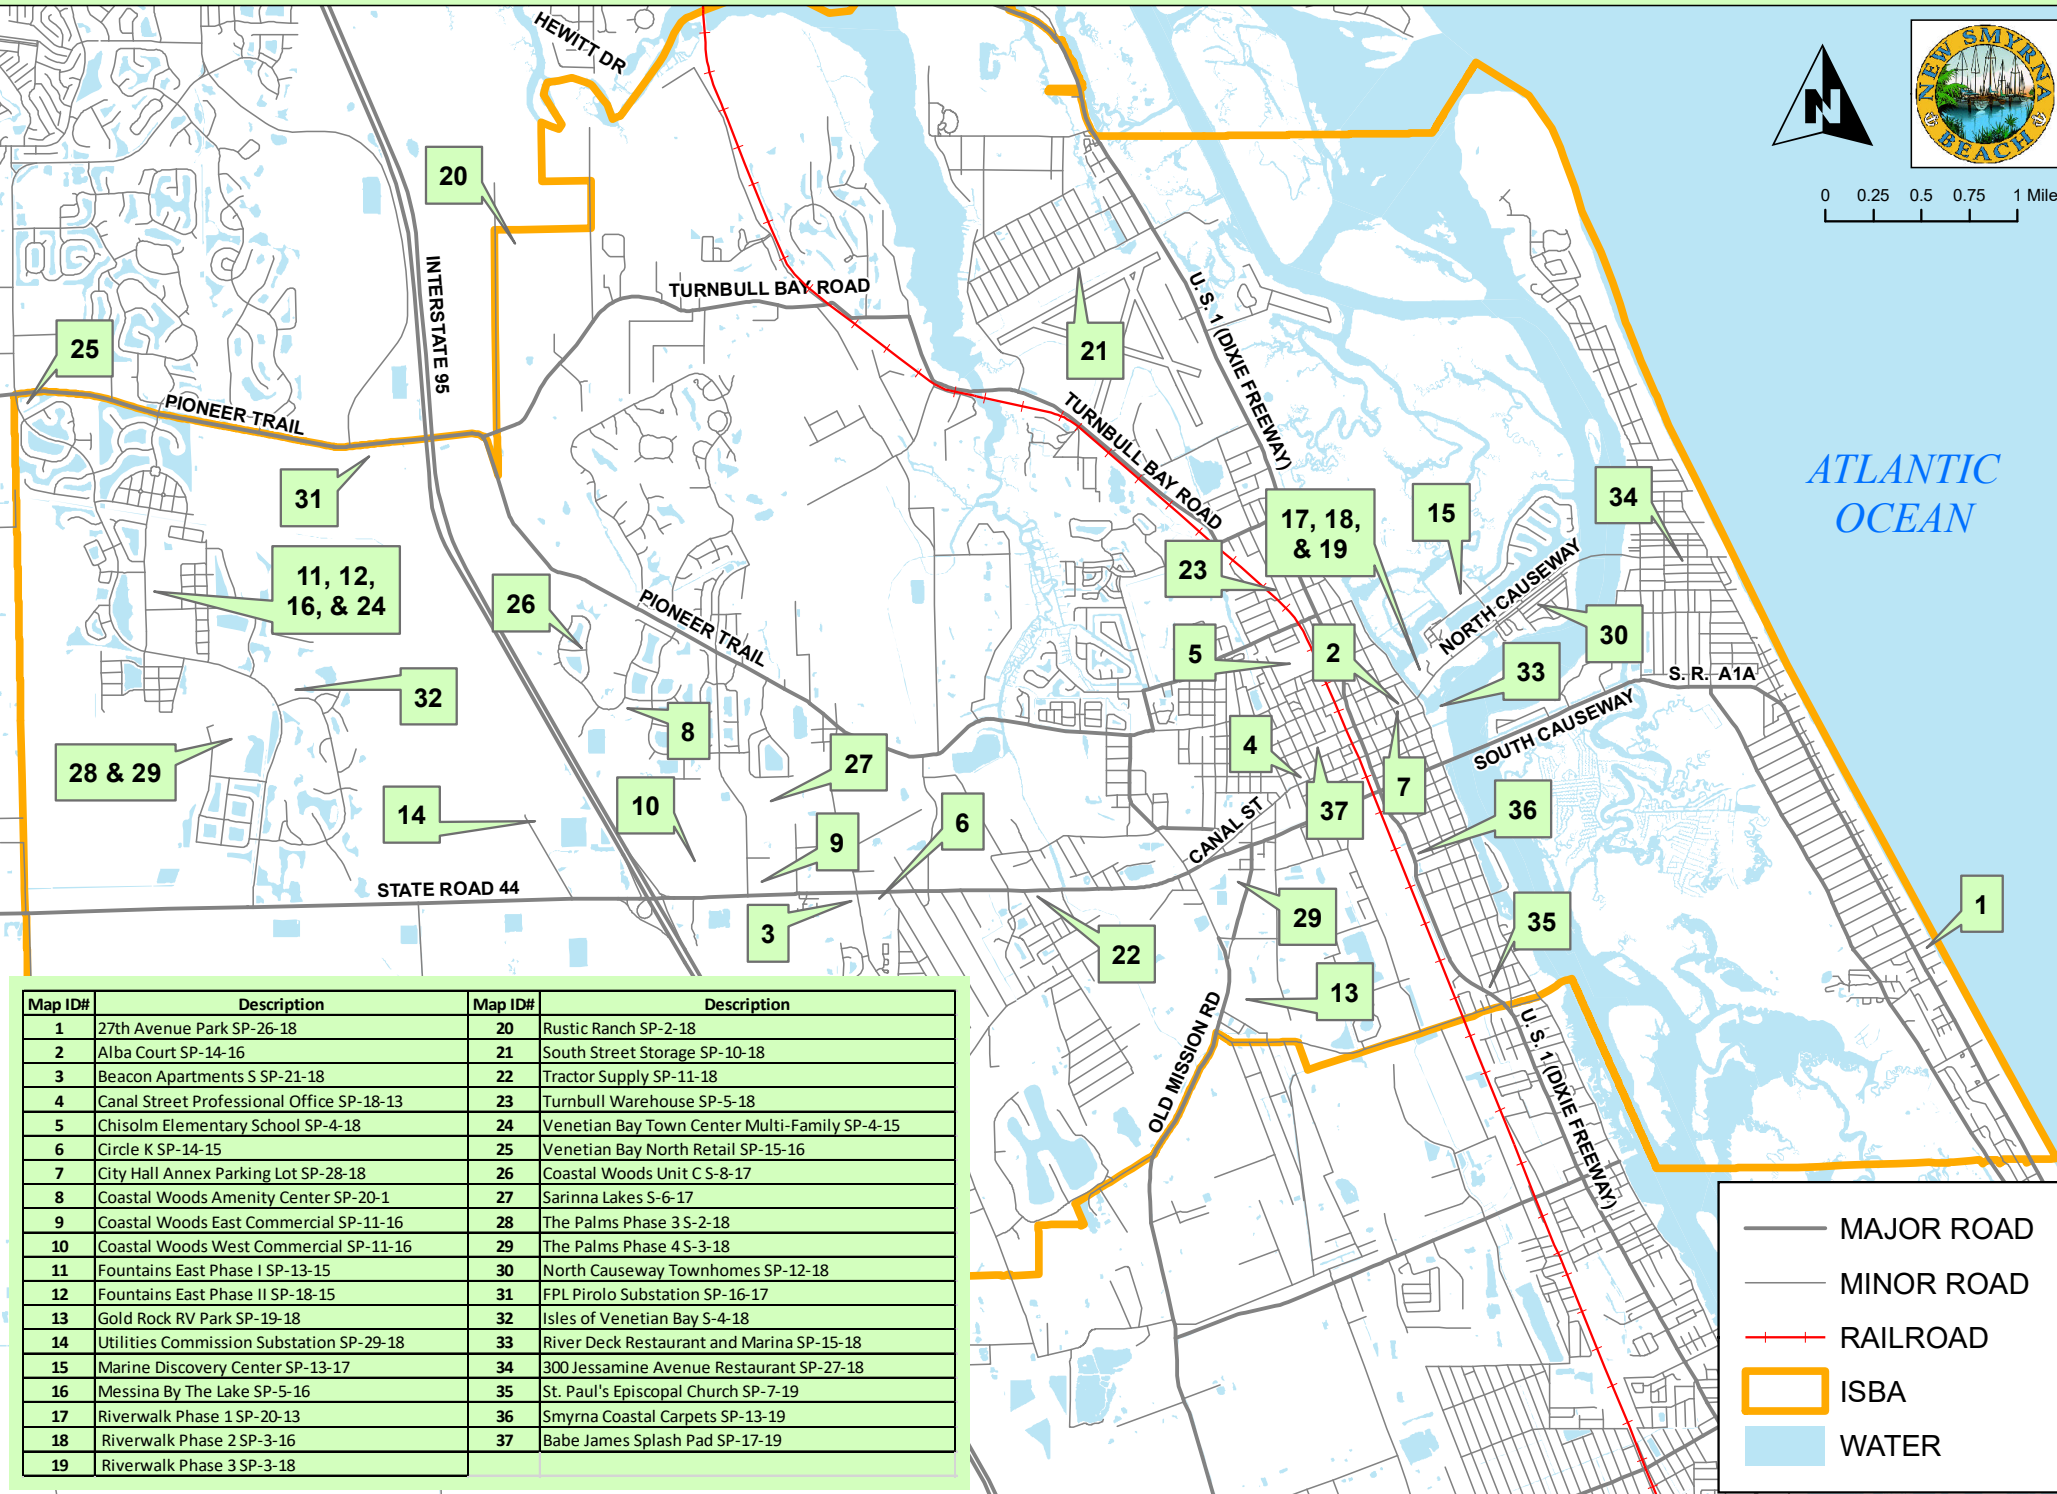 HEWITT DR
N
NEW SMYRNA
BEACH
0 0.25 0.5 0.75 1 Mile
20
INTERSTATE 95
TURNBULL BAY ROAD
U. S. 1 (DIXIE FREEWAY)
25
21
PIONEER TRAIL
TURNBULL BAY ROAD
ATLANTIC
OCEAN
31
17, 18,
& 19
15
34
11, 12,
16, & 24
26
PIONEER TRAIL
23
NORTH CAUSEWAY
30
5
2
33
S. R. A1A
32
8
SOUTH CAUSEWAY
28 & 29
27
4
7
14
10
9
6
37
36
CANAL ST
STATE ROAD 44
3
22
29
35
1
13
OLD MISSION RD
U. S. 1 (DIXIE FREEWAY)
Map ID# Description Map ID# Description
1 27th Avenue Park SP-26-18 20 Rustic Ranch SP-2-18
2 Alba Court SP-14-16 21 South Street Storage SP-10-18
3 Beacon Apartments S SP-21-18 22 Tractor Supply SP-11-18
4 Canal Street Professional Office SP-18-13 23 Turnbull Warehouse SP-5-18
5 Chisolm Elementary School SP-4-18 24 Venetian Bay Town Center Multi-Family SP-4-15
6 Circle K SP-14-15 25 Venetian Bay North Retail SP-15-16
7 City Hall Annex Parking Lot SP-28-18 26 Coastal Woods Unit C S-8-17
8 Coastal Woods Amenity Center SP-20-1 27 Sarinna Lakes S-6-17
9 Coastal Woods East Commercial SP-11-16 28 The Palms Phase 3 S-2-18
10 Coastal Woods West Commercial SP-11-16 29 The Palms Phase 4 S-3-18
11 Fountains East Phase I SP-13-15 30 North Causeway Townhomes SP-12-18
12 Fountains East Phase II SP-18-15 31 FPL Pirolo Substation SP-16-17
13 Gold Rock RV Park SP-19-18 32 Isles of Venetian Bay S-4-18
14 Utilities Commission Substation SP-29-18 33 River Deck Restaurant and Marina SP-15-18
15 Marine Discovery Center SP-13-17 34 300 Jessamine Avenue Restaurant SP-27-18
16 Messina By The Lake SP-5-16 35 St. Paul's Episcopal Church SP-7-19
17 Riverwalk Phase 1 SP-20-13 36 Smyrna Coastal Carpets SP-13-19
18 Riverwalk Phase 2 SP-3-16 37 Babe James Splash Pad SP-17-19
19 Riverwalk Phase 3 SP-3-18
MAJOR ROAD
MINOR ROAD
RAILROAD
ISBA
WATER